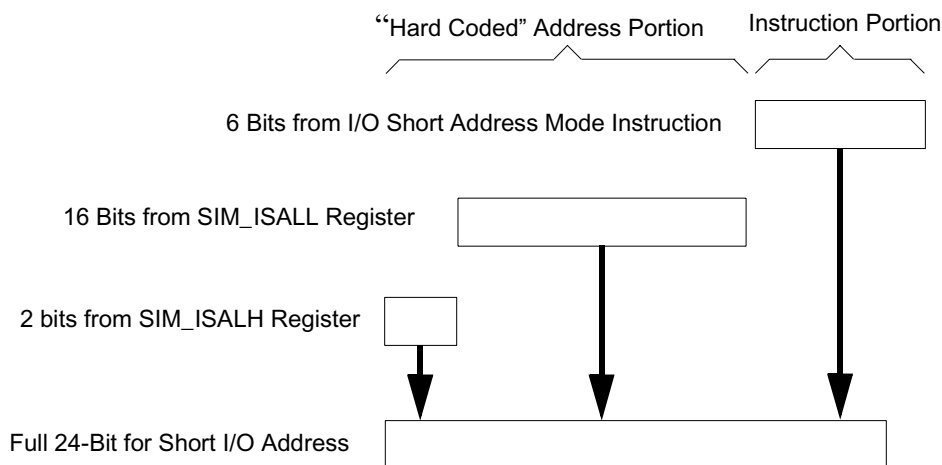 “Hard Coded” Address Portion
Instruction Portion
6 Bits from I/O Short Address Mode Instruction
16 Bits from SIM_ISALL Register
2 bits from SIM_ISALH Register
Full 24-Bit for Short I/O Address